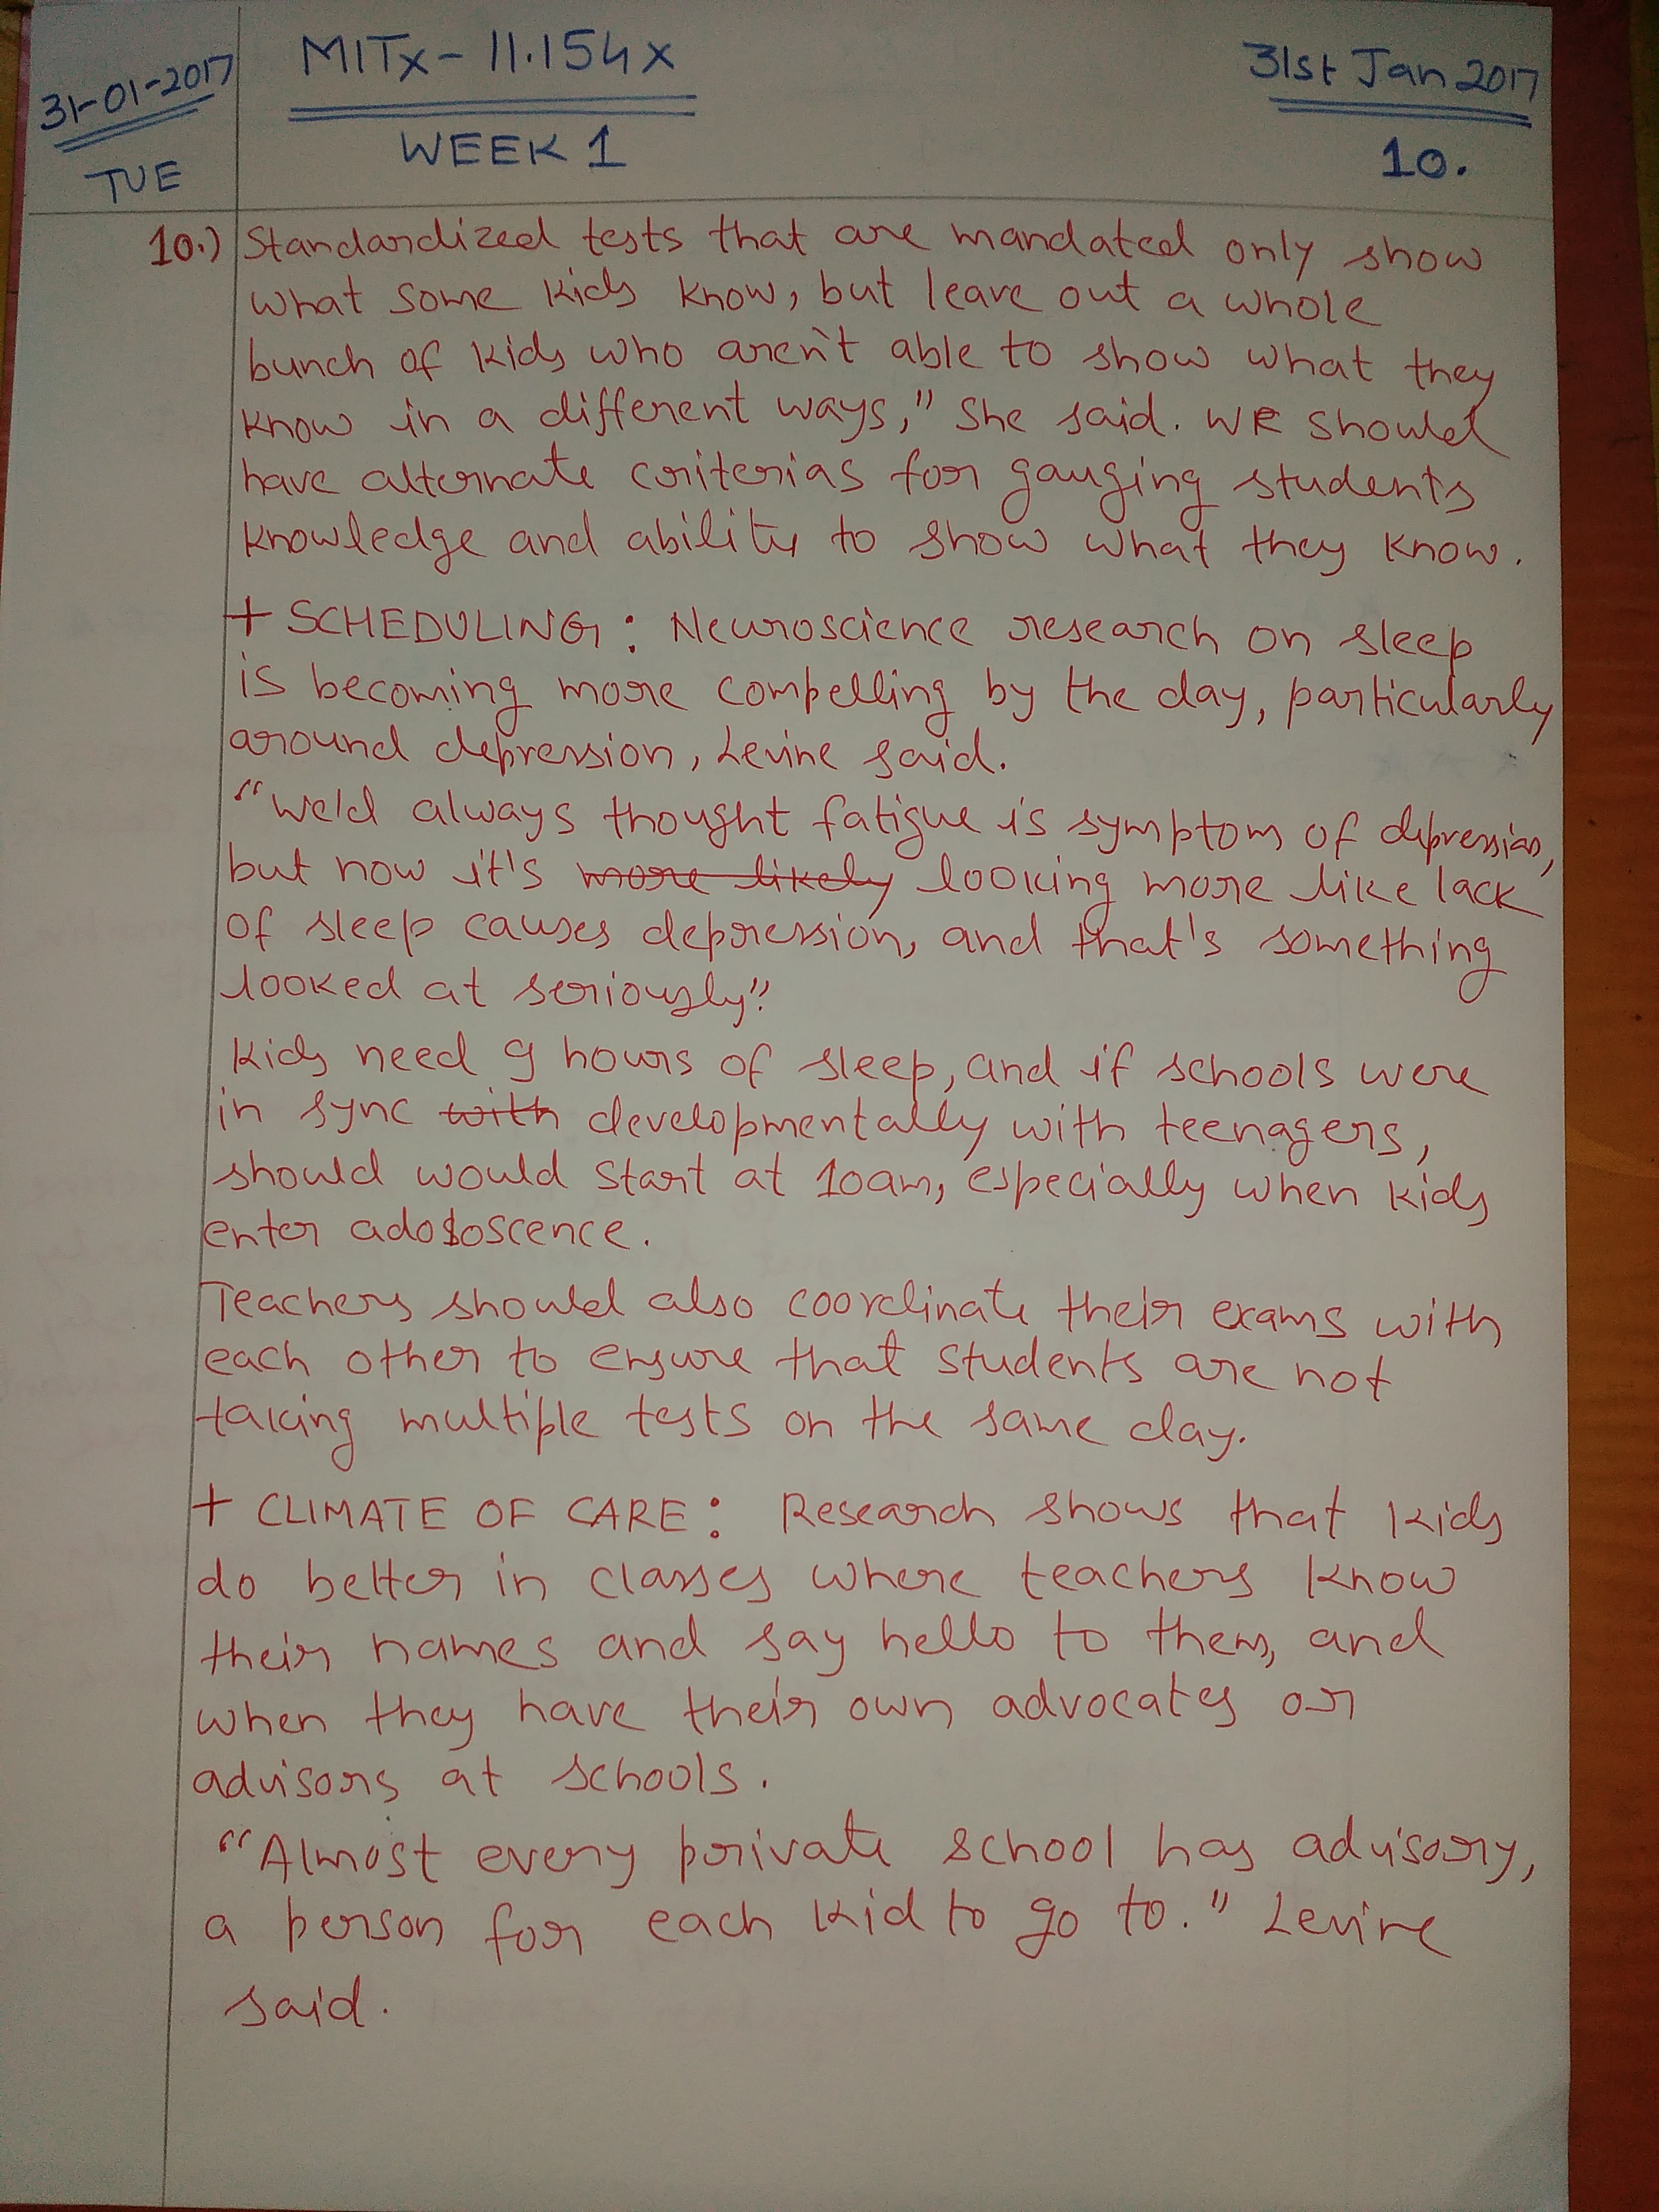 31-01-2017
TUE
MITx - 11.154x
WEEK 1
31st Jan 2017
10.
10.) Standardized tests that are mandated only show
what some kids know, but leave out a whole
bunch of kids who aren't able to show what they
know in a different ways," She said. WE should
have alternate criterias for gauging students
knowledge and ability to show what they know.
+ SCHEDULING: Neuroscience research on sleep
is becoming more compelling by the day, particularly
around depression, Levine said.
"We'd always thought fatigue is symptom of depression,
but now it's more likely looking more like lack
of sleep causes depression, and that's something
looked at seriously."
Kids need 9 hours of sleep, and if schools were
in sync with developmentally with teenagers,
should would start at 10am, especially when kids
enter adoloscence.
Teachers should also coordinate their exams with
each other to ensure that students are not
taking multiple tests on the same day.
+ CLIMATE OF CARE: Research shows that kids
do better in classes where teachers know
their names and say hello to them, and
when they have their own advocates or
advisors at schools.
"Almost every private school has advisory,
a person for each kid to go to." Levine
said.